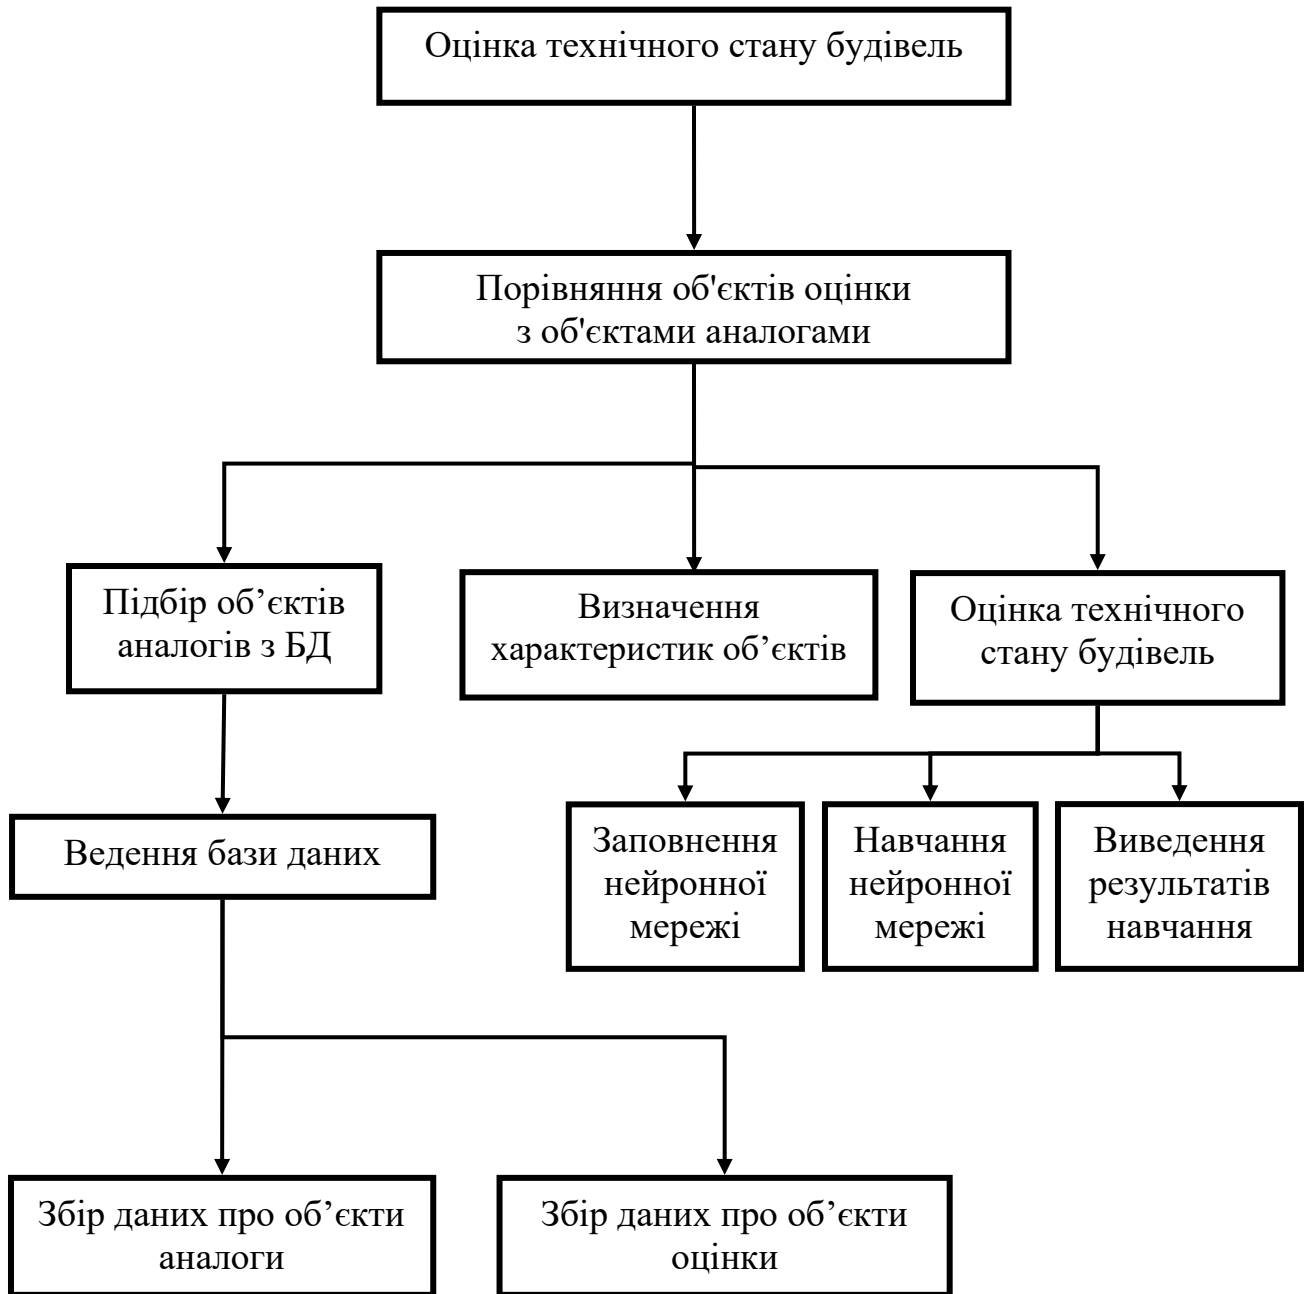 Оцінка технічного стану будівель
Порівняння об'єктів оцінки
з об'єктами аналогами
Підбір об’єктів
аналогів з БД
Визначення
характеристик об’єктів
Оцінка технічного
стану будівель
Ведення бази даних
Заповнення
нейронної
мережі
Навчання
нейронної
мережі
Виведення
результатів
навчання
Збір даних про об’єкти
аналоги
Збір даних про об’єкти
оцінки